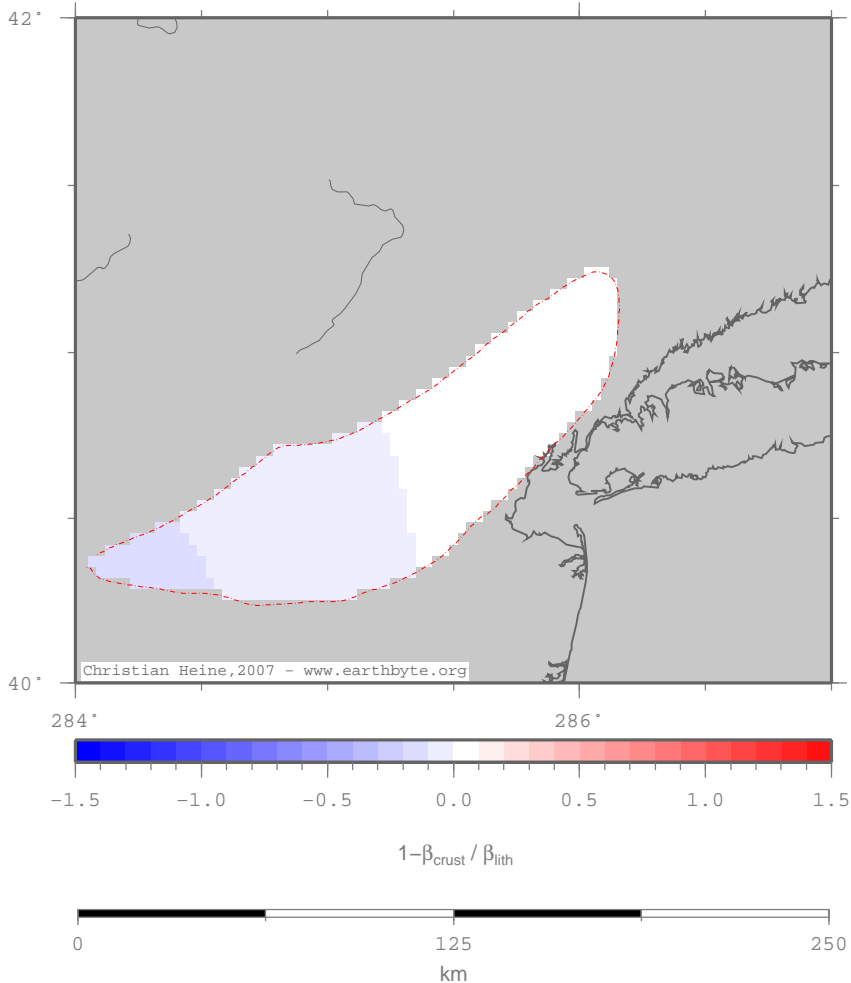 42°
40°
Christian Heine,2007 - www.earthbyte.org
284° 286°
−1.5 −1.0 −0.5 0.0 0.5 1.0 1.5
1−βcrust / βlith
0 125 250
km